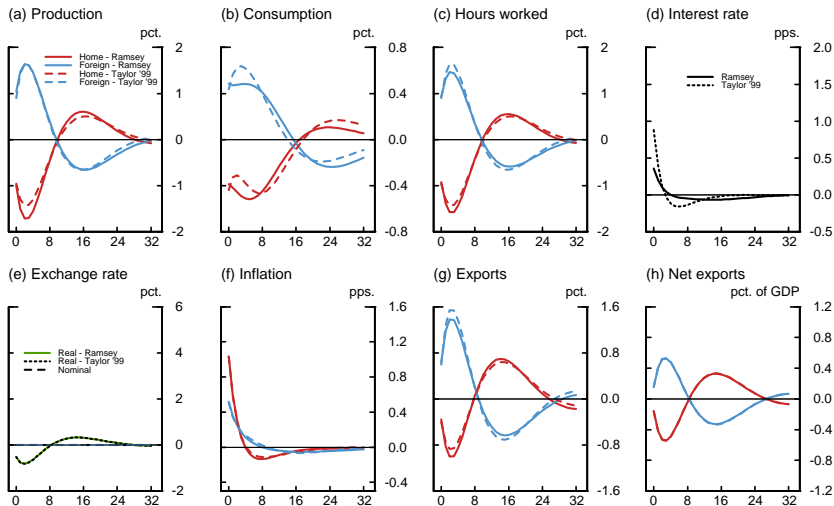 (a) Production
pct.
2
1
0
-1
-2
0 8 16 24 32
Home - Ramsey
Foreign - Ramsey
Home - Taylor '99
Foreign - Taylor '99
(b) Consumption
pct.
0.8
0.4
0.0
-0.4
-0.8
0 8 16 24 32
(c) Hours worked
pct.
2
1
0
-1
-2
0 8 16 24 32
(d) Interest rate
pps.
2.0
1.5
1.0
0.5
0.0
-0.5
0 8 16 24 32
Ramsey
Taylor '99
(e) Exchange rate
pct.
6
4
2
0
-2
0 8 16 24 32
Real - Ramsey
Real - Taylor '99
Nominal
(f) Inflation
pps.
1.6
1.2
0.8
0.4
0.0
-0.4
0 8 16 24 32
(g) Exports
pct.
1.6
0.8
0.0
-0.8
-1.6
0 8 16 24 32
(h) Net exports
pct. of GDP
1.2
0.8
0.4
0.0
-0.4
-0.8
-1.2
0 8 16 24 32